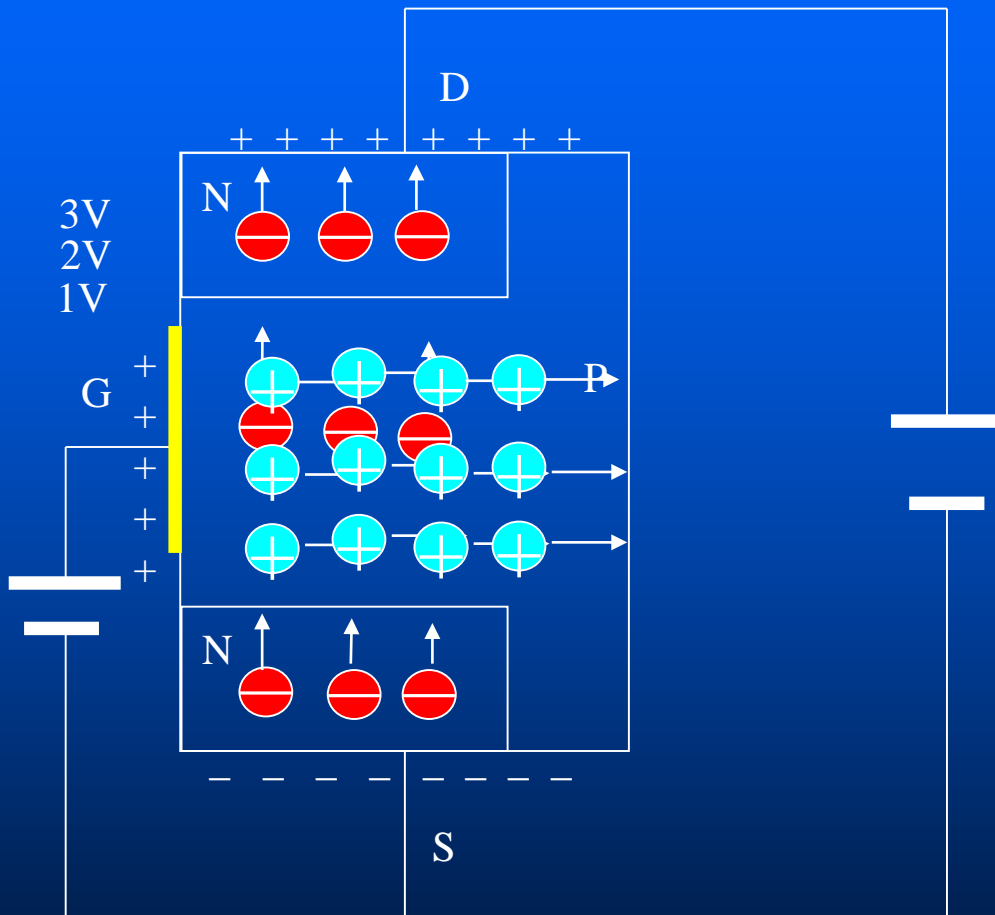 D
+ + + + + + + +
N
3V
2V
1V
+
G
P
+
+
+
+
N
– – – – – – – –
S